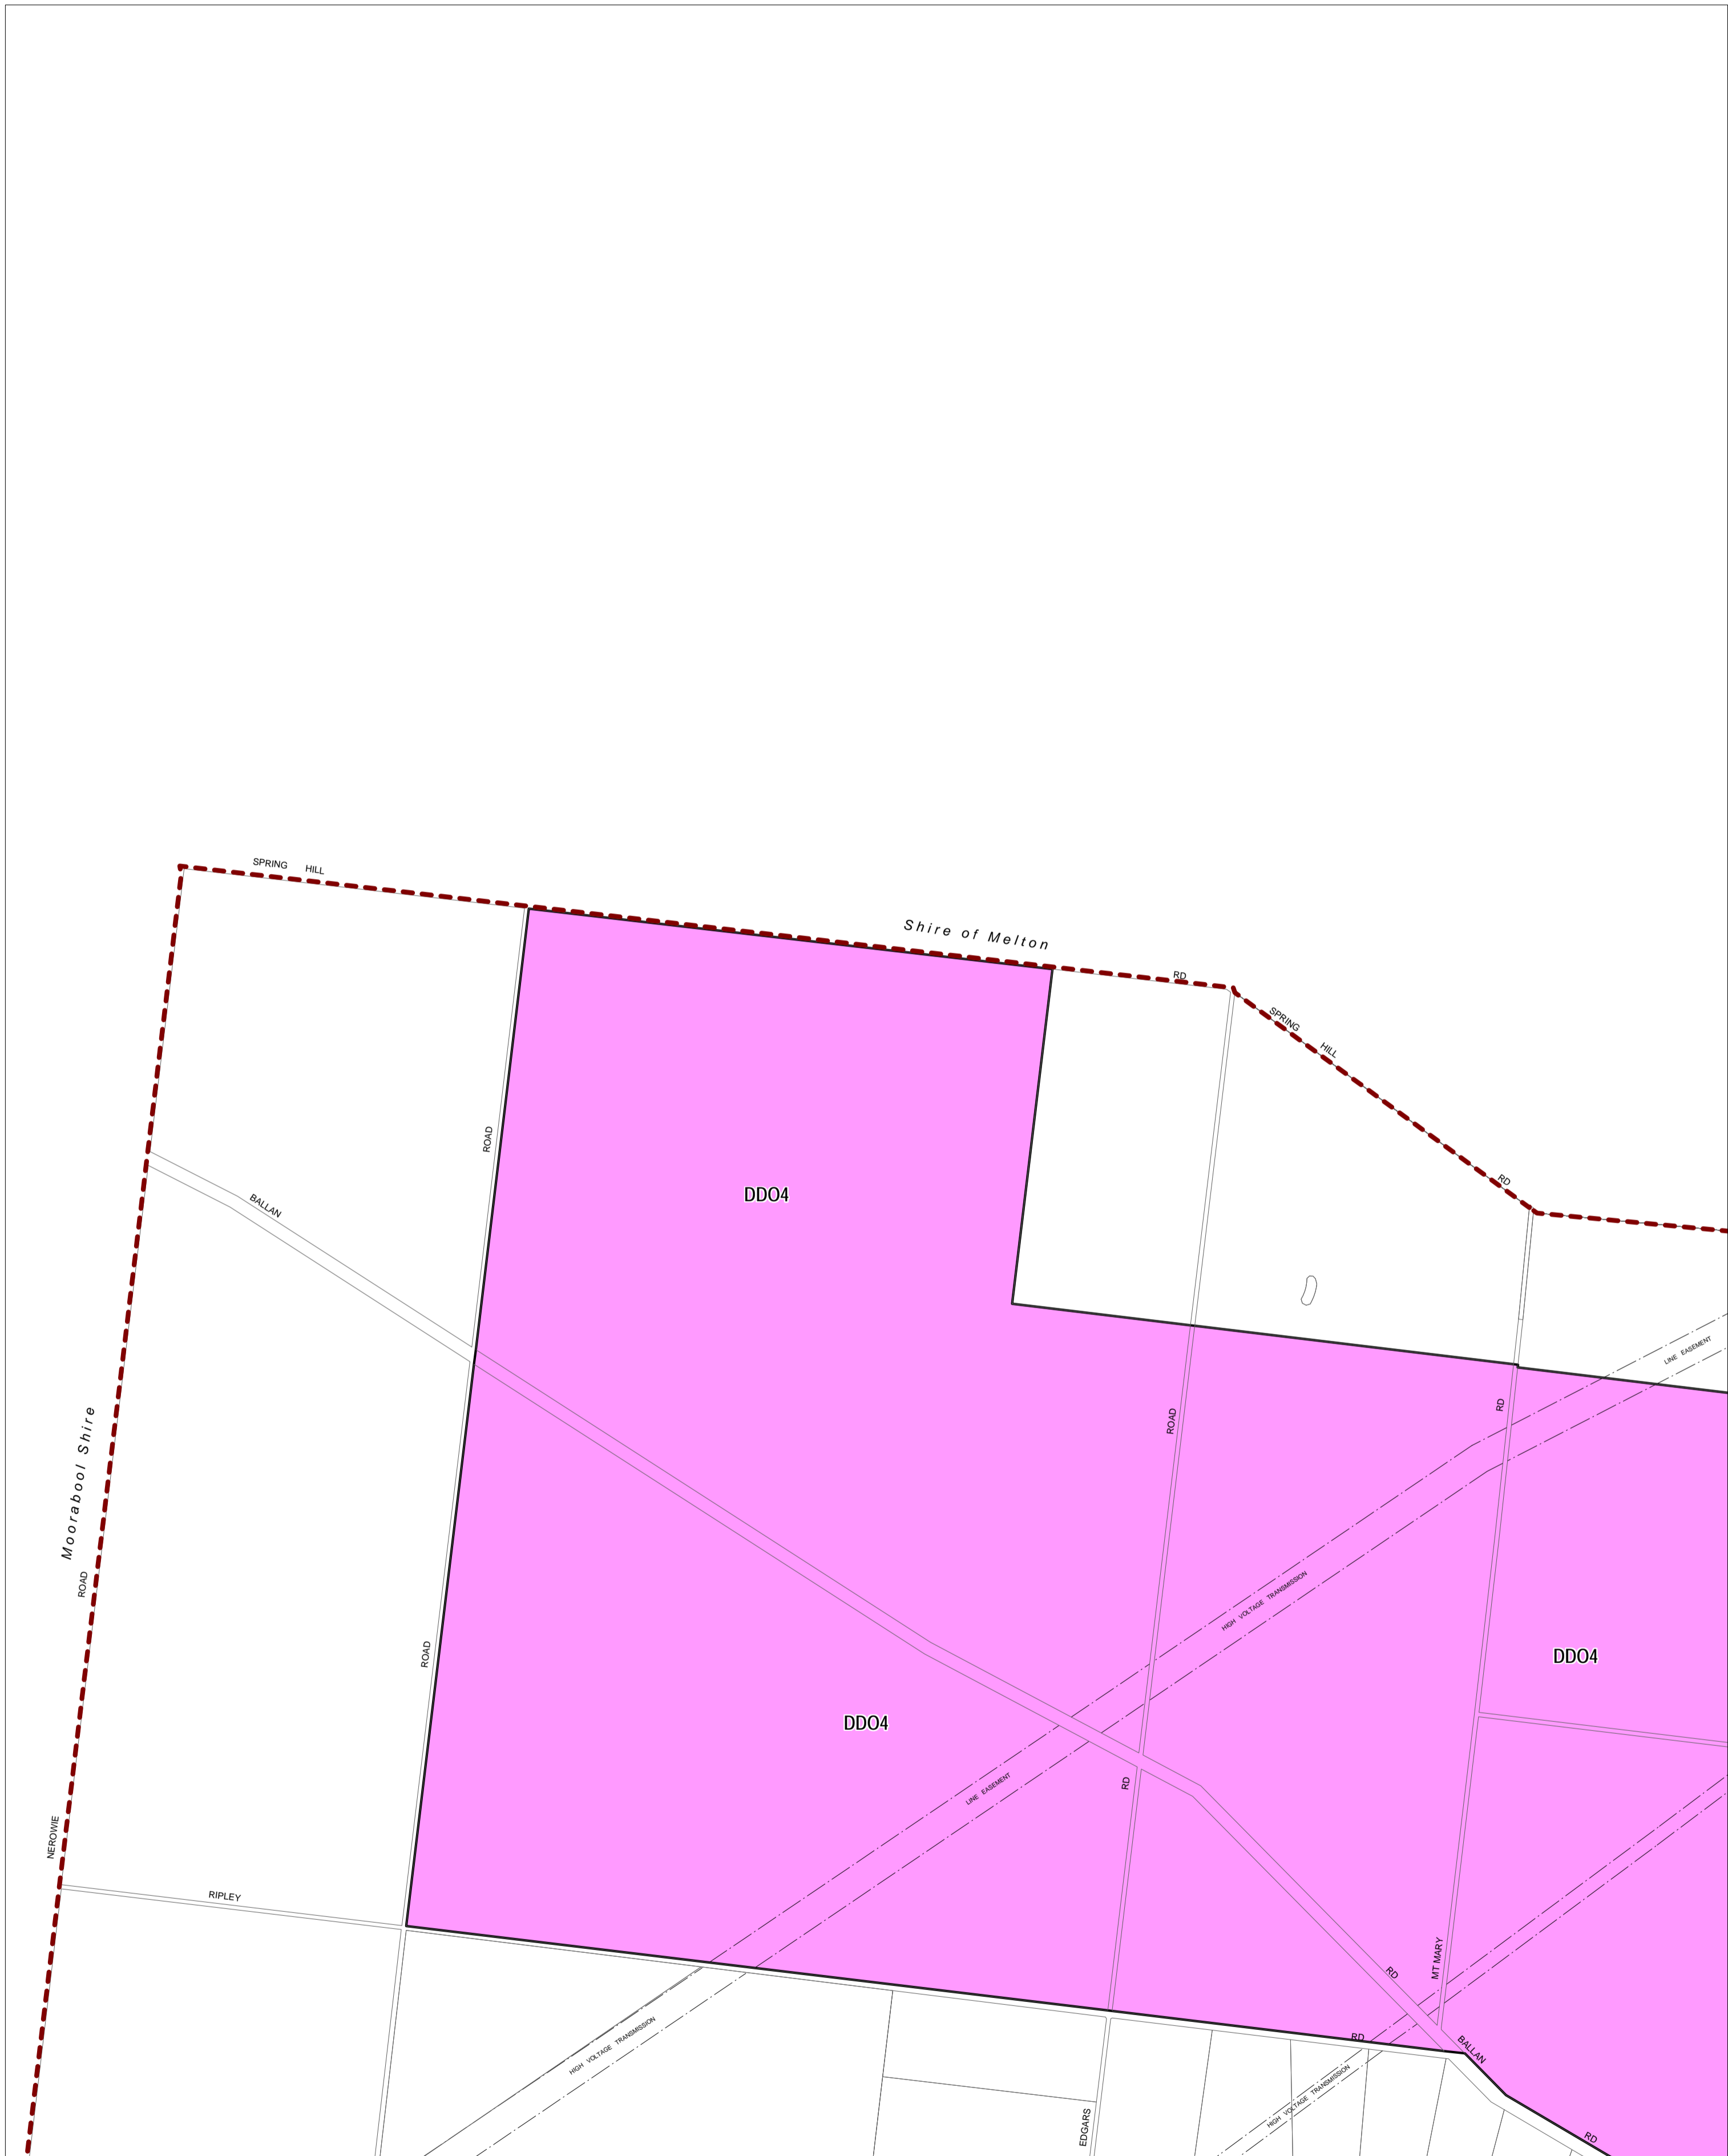 SPRING HILL
Shire of Melton
RD
SPRING
HILL
RD
ROAD
DDO4
BALLAN
LINE EASEMENT
Moorabool Shire
ROAD
RD
ROAD
HIGH VOLTAGE TRANSMISSION
ROAD
DDO4
DDO4
LINE EASEMENT
RD
NEROWIE
RIPLEY
MT MARY
RD
HIGH VOLTAGE TRANSMISSION
RD
BALLAN
HIGH VOLTAGE TRANSMISSION
EDGARS
RD